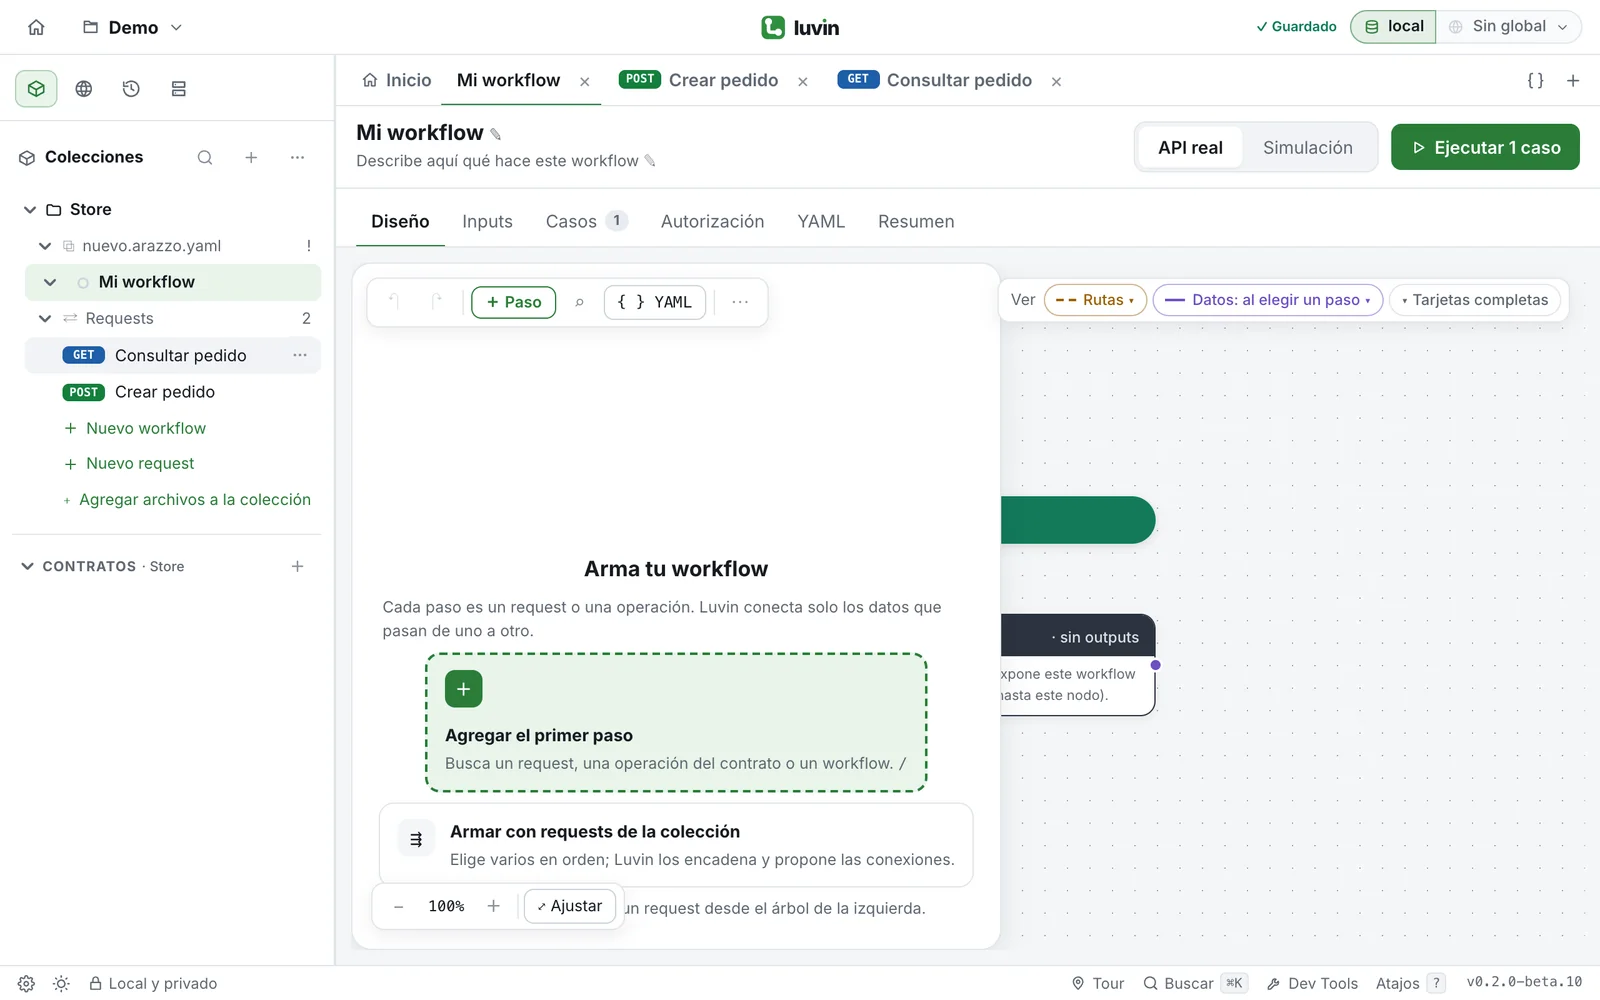 Demo
luvin
Guardado
local
Sin global
Inicio
Mi workflow
POST Crear pedido
GET Consultar pedido
{ }
Colecciones
Store
nuevo.arazzo.yaml !
Mi workflow
Requests 2
GET Consultar pedido
POST Crear pedido
+ Nuevo workflow
+ Nuevo request
+ Agregar archivos a la colección
CONTRATOS · Store
Mi workflow
Describe aquí qué hace este workflow
API real
Simulación
Ejecutar 1 caso
Diseño
Inputs
Casos 1
Autorización
YAML
Resumen
+ Paso
{ } YAML
Ver
Rutas
Datos: al elegir un paso
Tarjetas completas
Arma tu workflow
Cada paso es un request o una operación. Luvin conecta solo los datos que
pasan de uno a otro.
Agregar el primer paso
Busca un request, una operación del contrato o un workflow. /
Armar con requests de la colección
Elige varios en orden; Luvin los encadena y propone las conexiones.
un request desde el árbol de la izquierda.
− 100% +
Ajustar
· sin outputs
xpone este workflow
hasta este nodo).
Local y privado
Tour
Buscar ⌘K
Dev Tools
Atajos ?
v0.2.0-beta.10